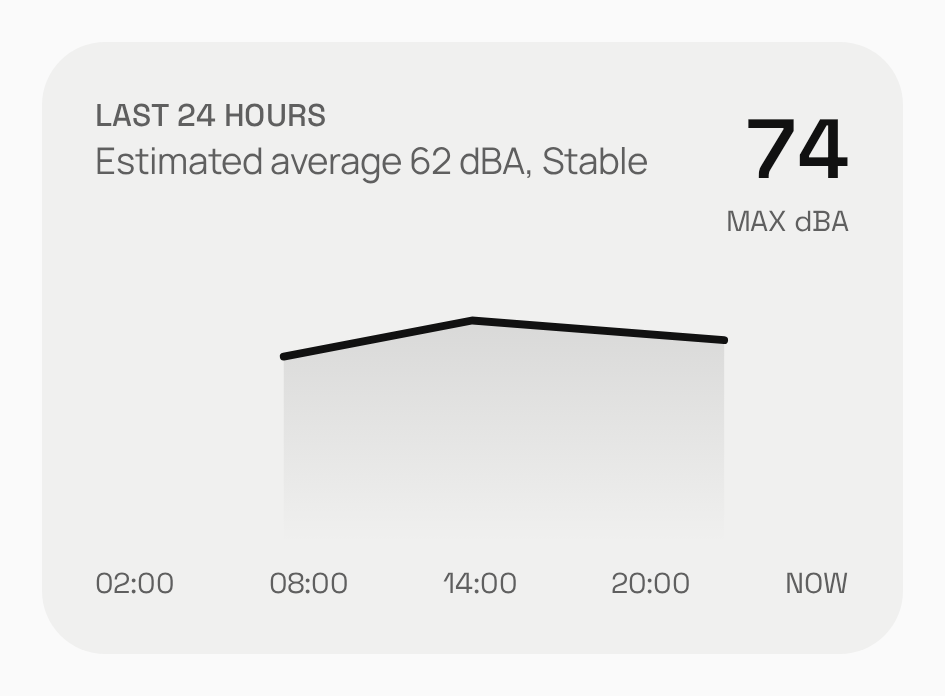 LAST 24 HOURS
Estimated average 62 dBA, Stable
74
MAX dBA
02:00 08:00 14:00 20:00 NOW